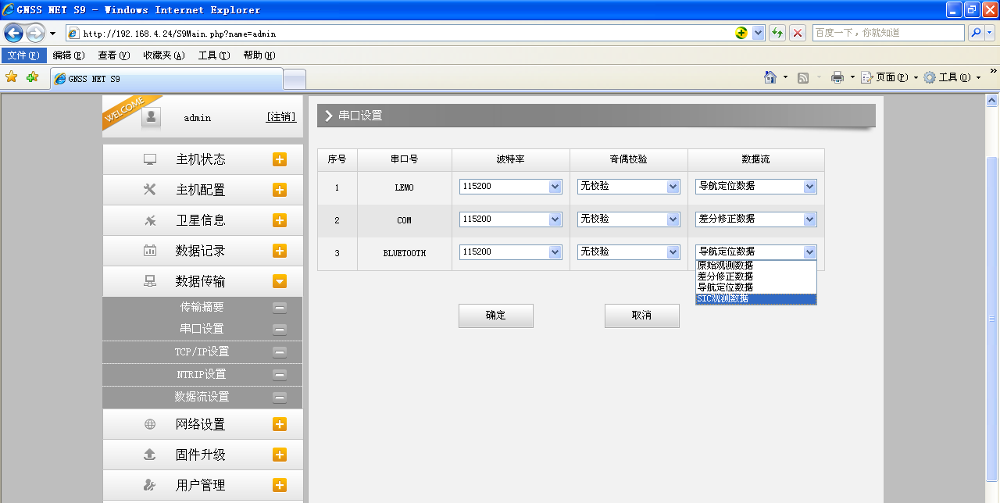 GNSS NET S9 - Windows Internet Explorer
http://192.168.4.24/S9Main.php?name=admin
百度一下，你就知道
文件(F) 编辑(E) 查看(V) 收藏夹(A) 工具(T) 帮助(H)
GNSS NET S9
页面(P) 工具(O) »
WELCOME
admin
[注销]
主机状态
主机配置
卫星信息
数据记录
数据传输
传输摘要
串口设置
TCP/IP设置
NTRIP设置
数据流设置
网络设置
固件升级
用户管理
串口设置
序号 串口号 波特率 奇偶校验 数据流
1 LEMO 115200 无校验 导航定位数据
2 COM 115200 无校验 差分修正数据
3 BLUETOOTH 115200 无校验 导航定位数据
原始观测数据
差分修正数据
导航定位数据
SIC观测数据
确定 取消